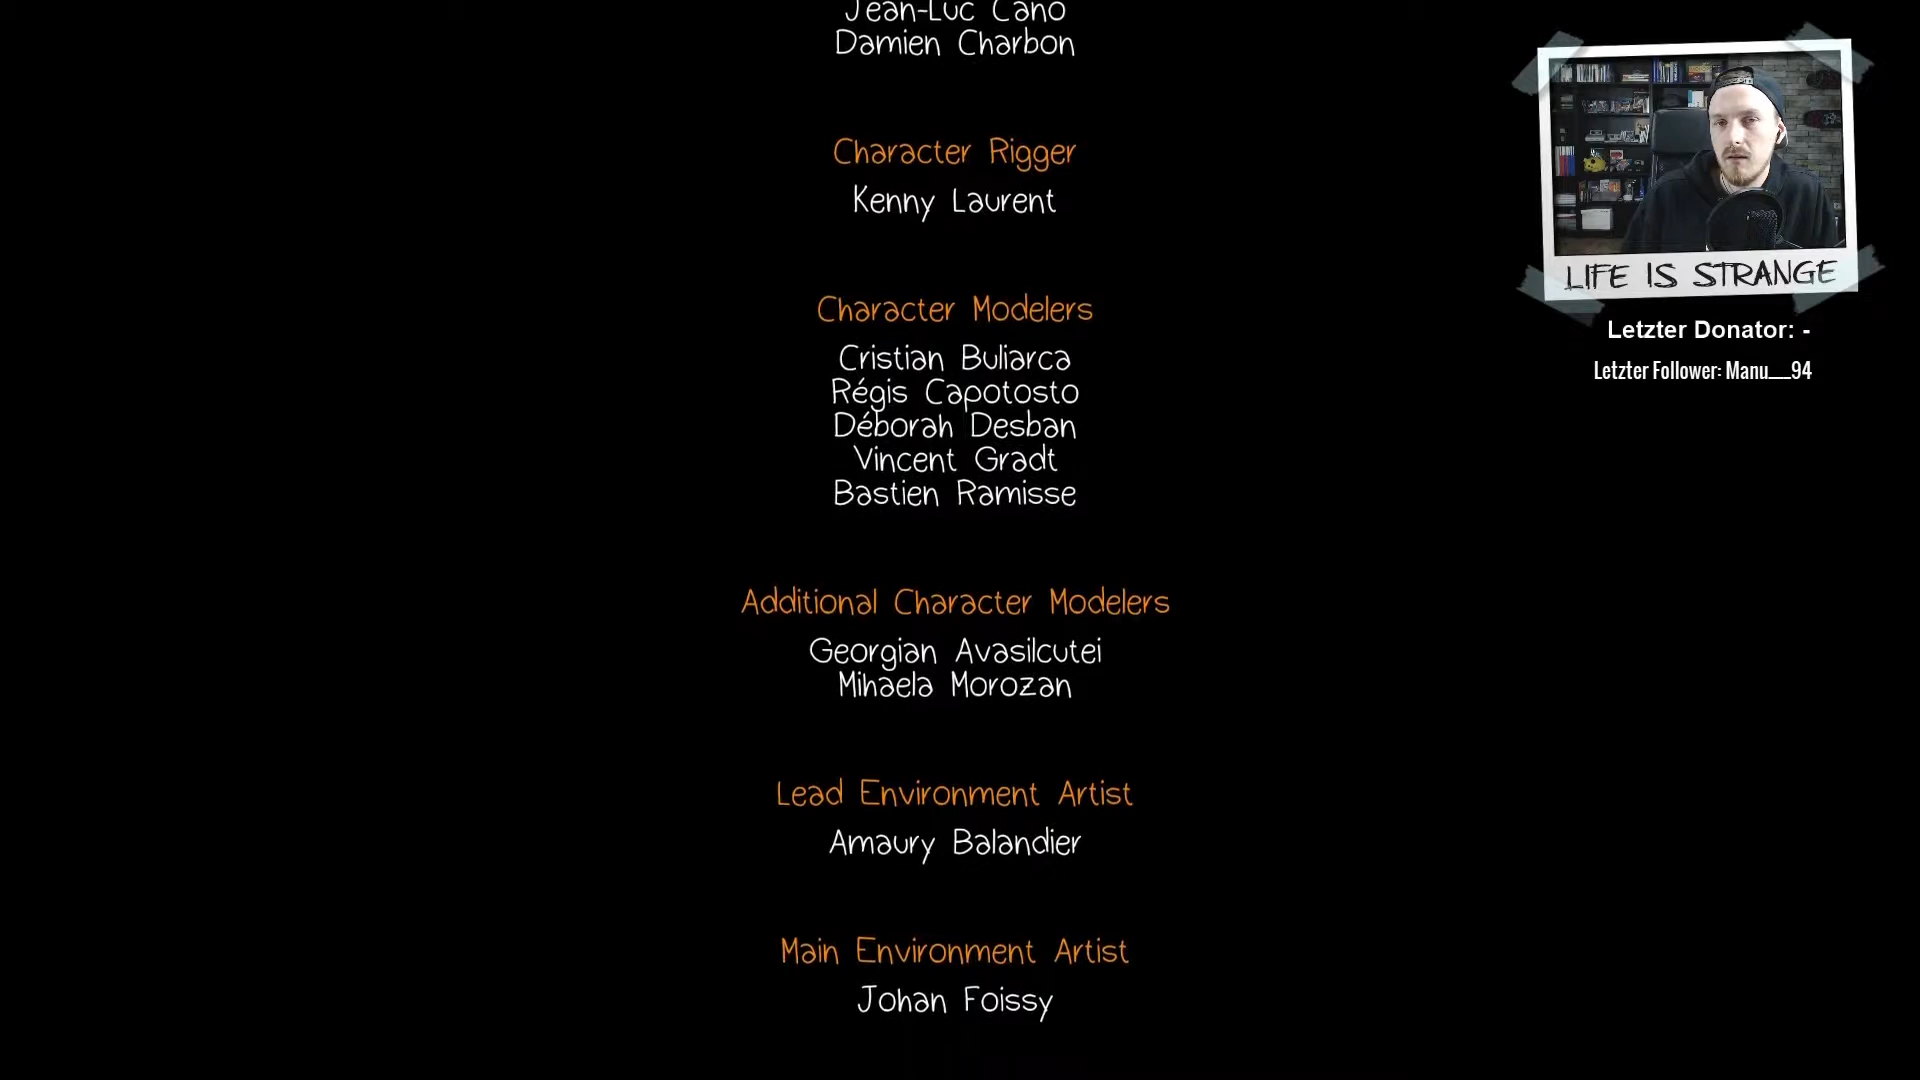 Jean-Luc Cano
Damien Charbon
Character Rigger
Kenny Laurent
Character Modelers
Cristian Buliarca
Régis Capotosto
Déborah Desban
Vincent Gradt
Bastien Ramisse
Additional Character Modelers
Georgian Avasilcutei
Mihaela Morozan
Lead Environment Artist
Amaury Balandier
Main Environment Artist
Johan Foissy
LIFE IS STRANGE
Letzter Donator: -
Letzter Follower: Manu__94